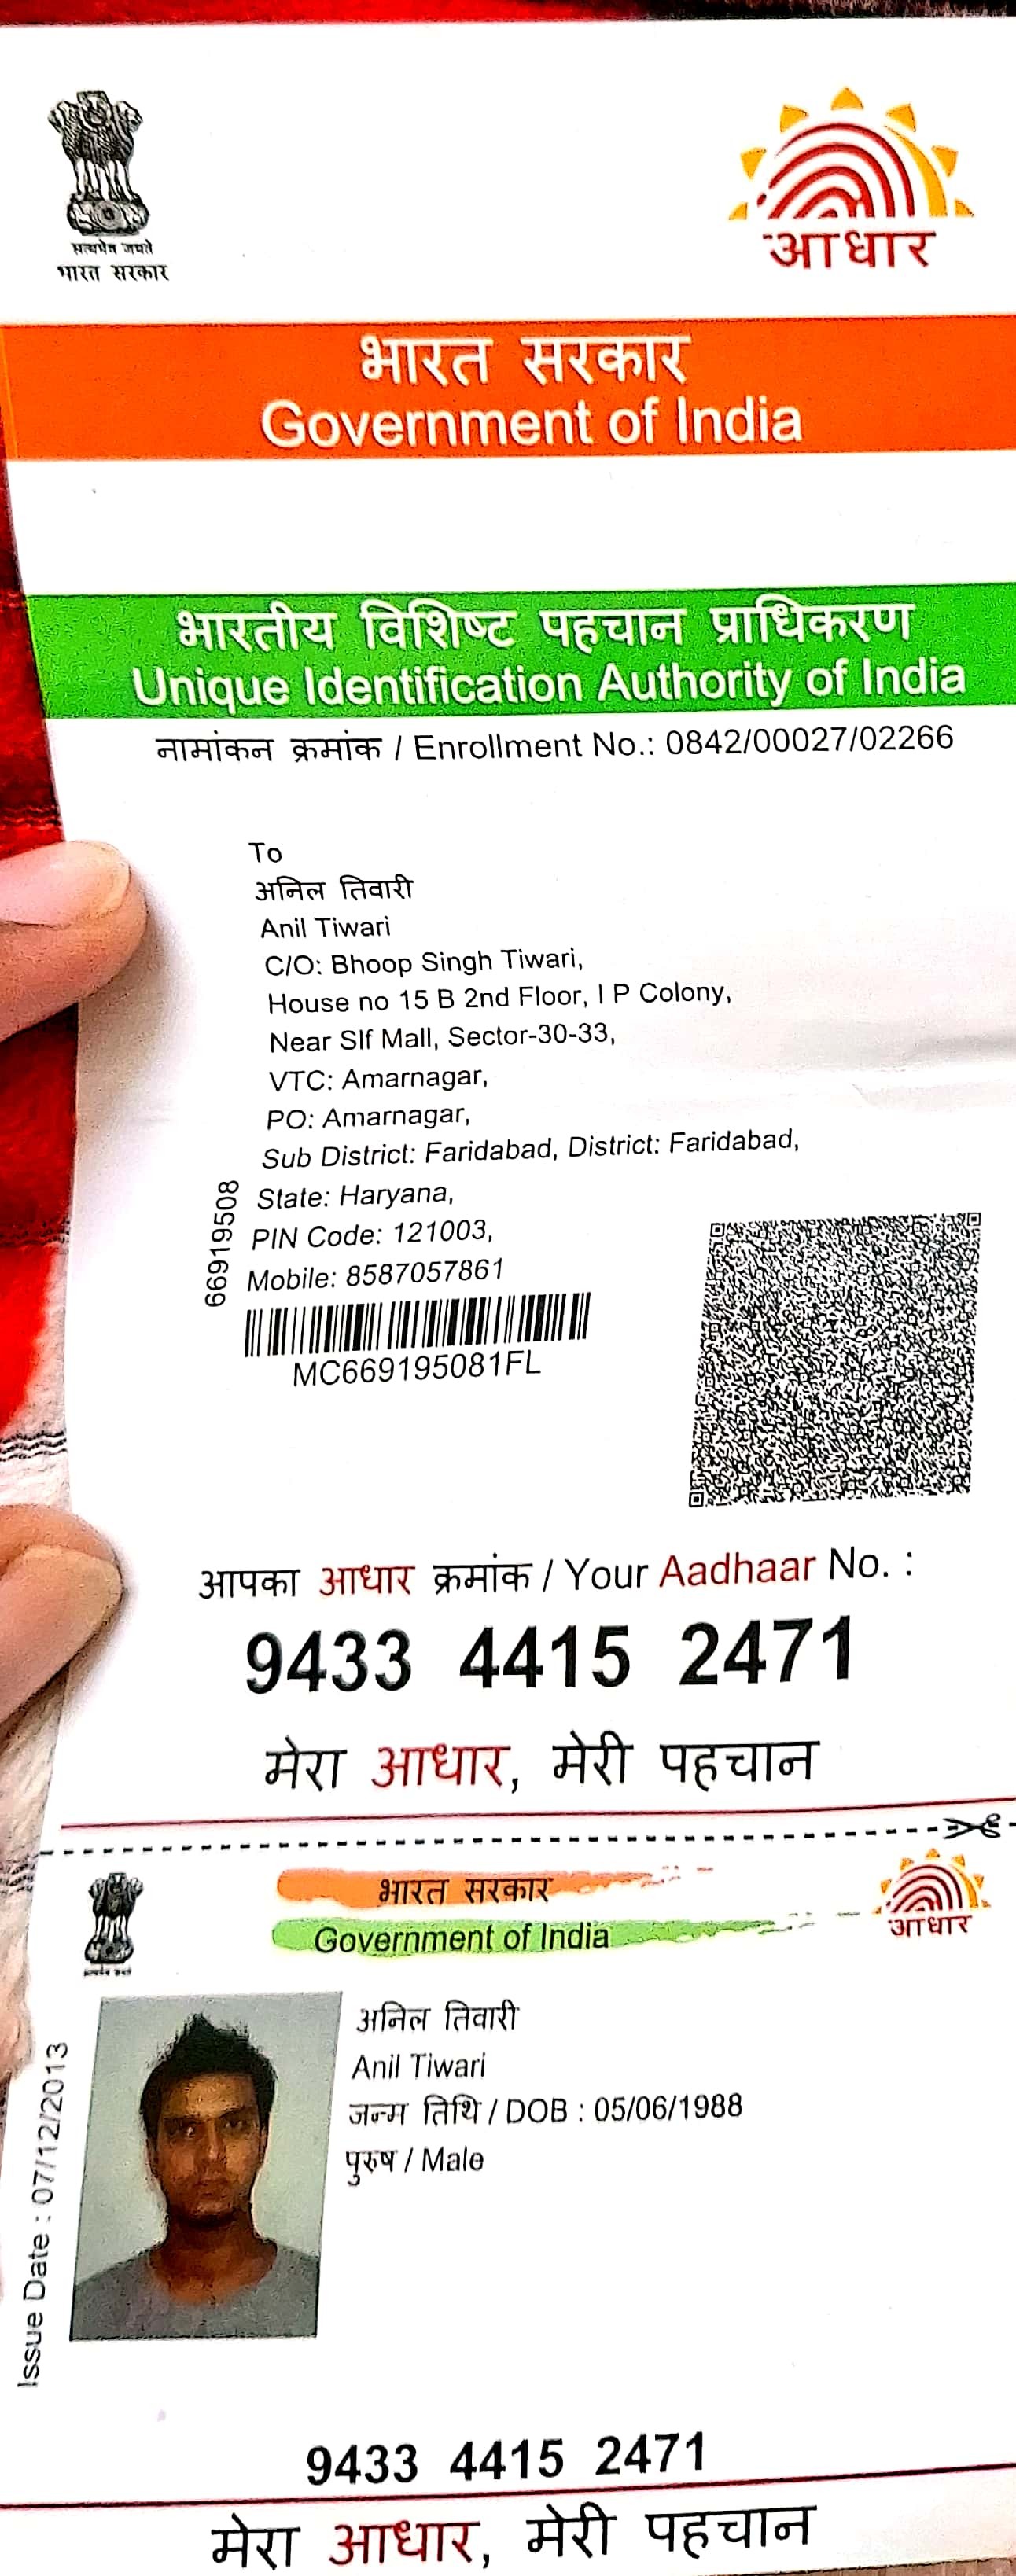 सत्यमेव जयते
भारत सरकार
आधार
भारत सरकार
Government of India
भारतीय विशिष्ट पहचान प्राधिकरण
Unique Identification Authority of India
नामांकन क्रमांक / Enrollment No.: 0842/00027/02266
To
अनिल तिवारी
Anil Tiwari
C/O: Bhoop Singh Tiwari,
House no 15 B 2nd Floor, I P Colony,
Near Slf Mall, Sector-30-33,
VTC: Amarnagar,
PO: Amarnagar,
Sub District: Faridabad, District: Faridabad,
State: Haryana,
PIN Code: 121003,
Mobile: 8587057861
66919508
MC669195081FL
आपका आधार क्रमांक / Your Aadhaar No. :
9433 4415 2471
मेरा आधार, मेरी पहचान
भारत सरकार
Government of India
आधार
अनिल तिवारी
Anil Tiwari
जन्म तिथि / DOB : 05/06/1988
पुरुष / Male
Issue Date : 07/12/2013
9433 4415 2471
मेरा आधार, मेरी पहचान